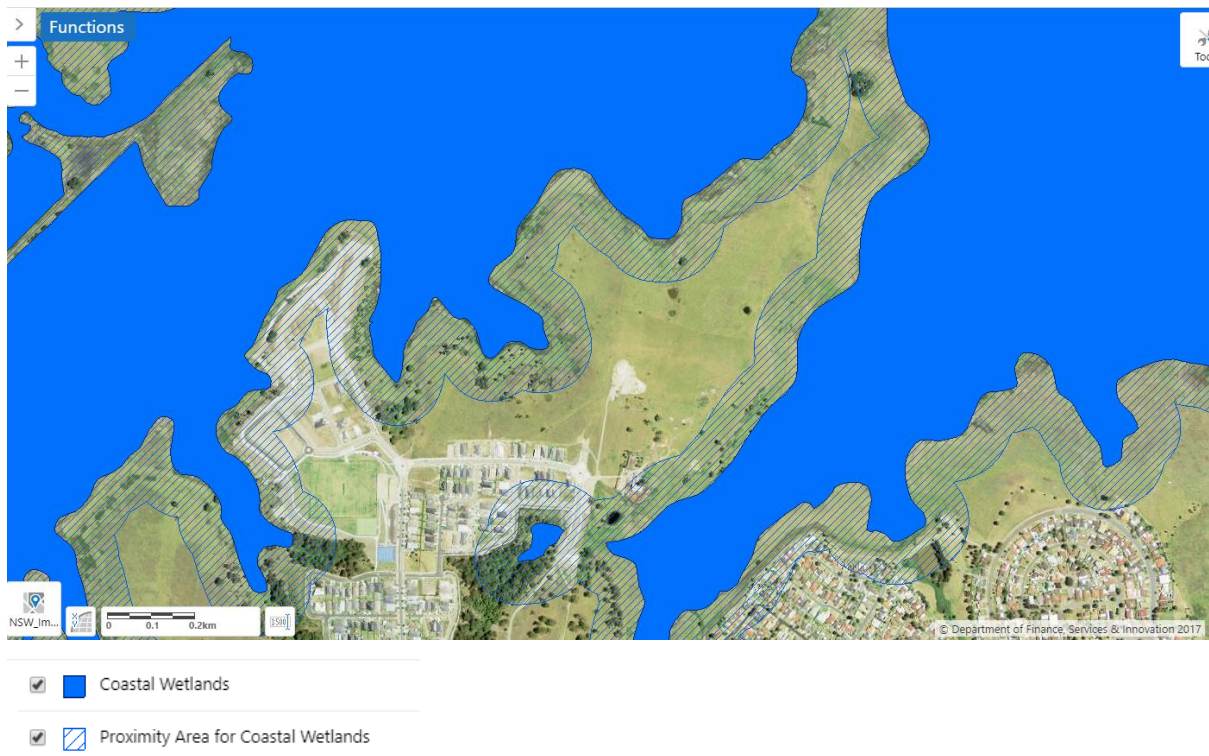 Functions
Too
NSW_Im...
0 0.1 0.2km
© Department of Finance, Services & Innovation 2017
Coastal Wetlands
Proximity Area for Coastal Wetlands